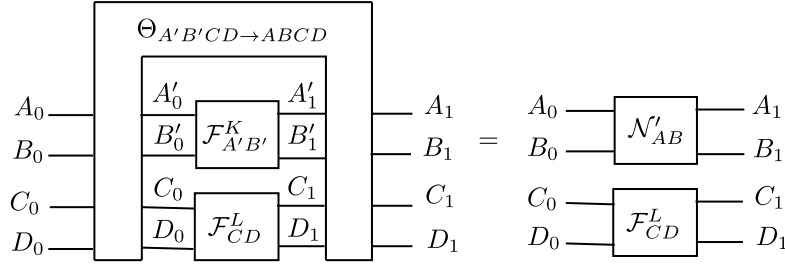 Θ_{A'B'CD→ABCD}
A_0 A'_0 F^K_{A'B'} A'_1 A_1 A_0 N'_{AB} A_1
B_0 B'_0 B'_1 B_1 = B_0 B_1
C_0 C_0 F^L_{CD} C_1 C_1 C_0 F^L_{CD} C_1
D_0 D_0 D_1 D_1 D_0 D_1